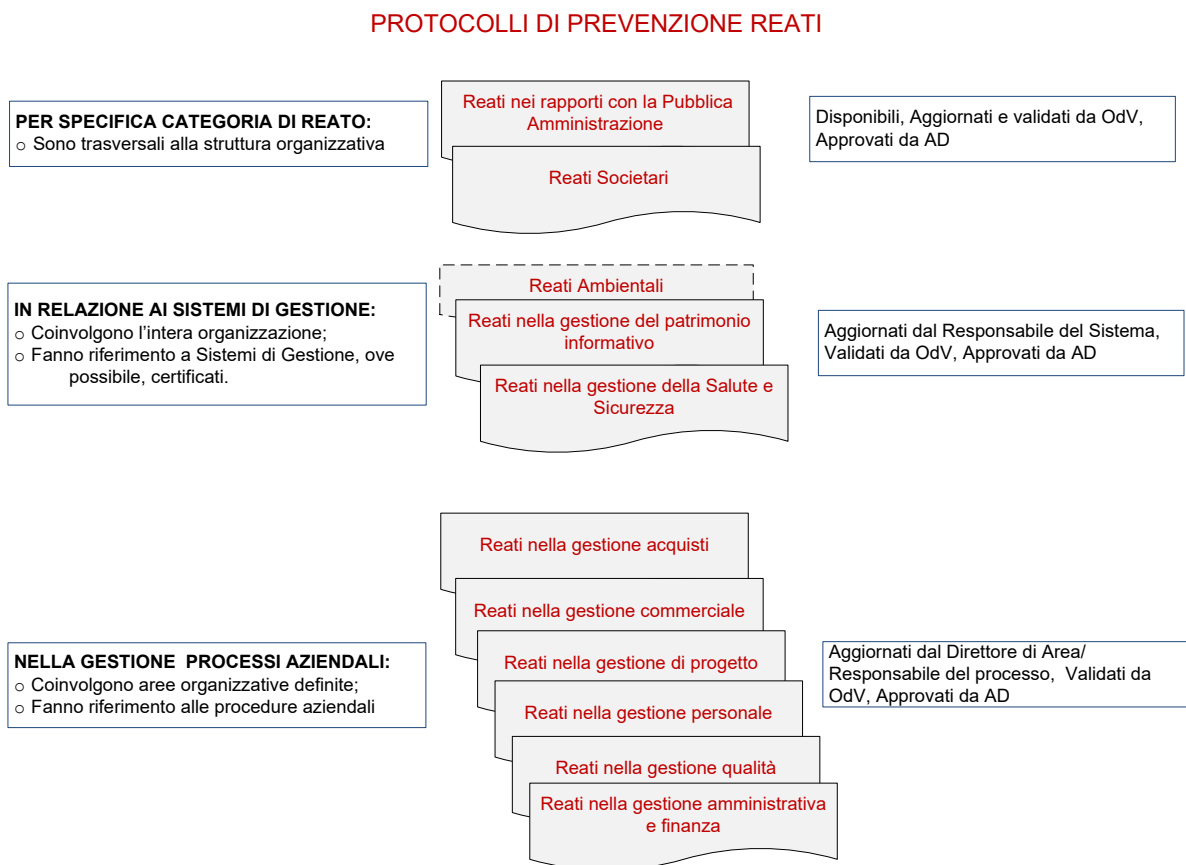 PROTOCOLLI DI PREVENZIONE REATI
PER SPECIFICA CATEGORIA DI REATO:
o Sono trasversali alla struttura organizzativa
Reati nei rapporti con la Pubblica
Amministrazione
Reati Societari
Disponibili, Aggiornati e validati da OdV,
Approvati da AD
IN RELAZIONE AI SISTEMI DI GESTIONE:
o Coinvolgono l'intera organizzazione;
o Fanno riferimento a Sistemi di Gestione, ove
possibile, certificati.
Reati Ambientali
Reati nella gestione del patrimonio
informativo
Reati nella gestione della Salute e
Sicurezza
Aggiornati dal Responsabile del Sistema,
Validati da OdV, Approvati da AD
NELLA GESTIONE  PROCESSI AZIENDALI:
o Coinvolgono aree organizzative definite;
o Fanno riferimento alle procedure aziendali
Reati nella gestione acquisti
Reati nella gestione commerciale
Reati nella gestione di progetto
Reati nella gestione personale
Reati nella gestione qualità
Reati nella gestione amministrativa
e finanza
Aggiornati dal Direttore di Area/
Responsabile del processo,  Validati da
OdV, Approvati da AD